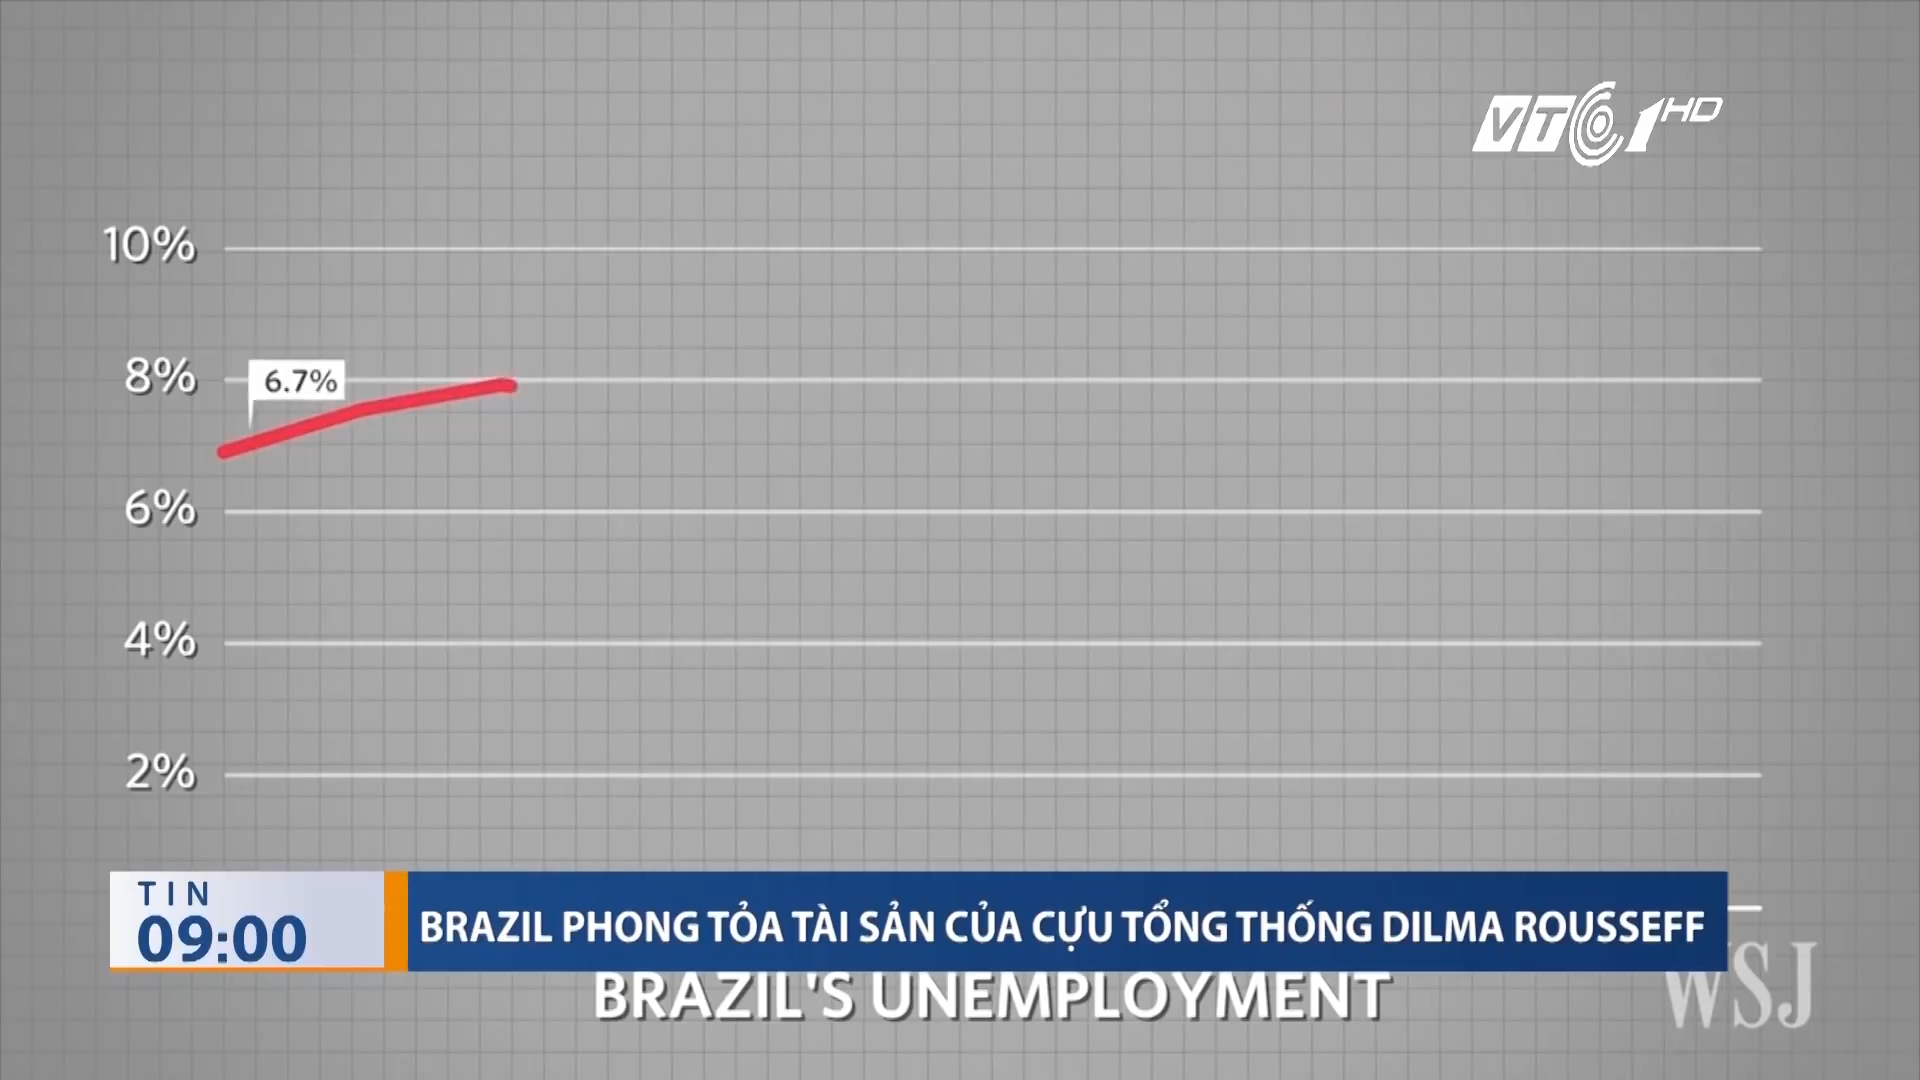 VTC1 HD
10%
8%
6.7%
6%
4%
2%
TIN
09:00
BRAZIL PHONG TỎA TÀI SẢN CỦA CỰU TỔNG THỐNG DILMA ROUSSEFF
BRAZIL'S UNEMPLOYMENT
WSJ